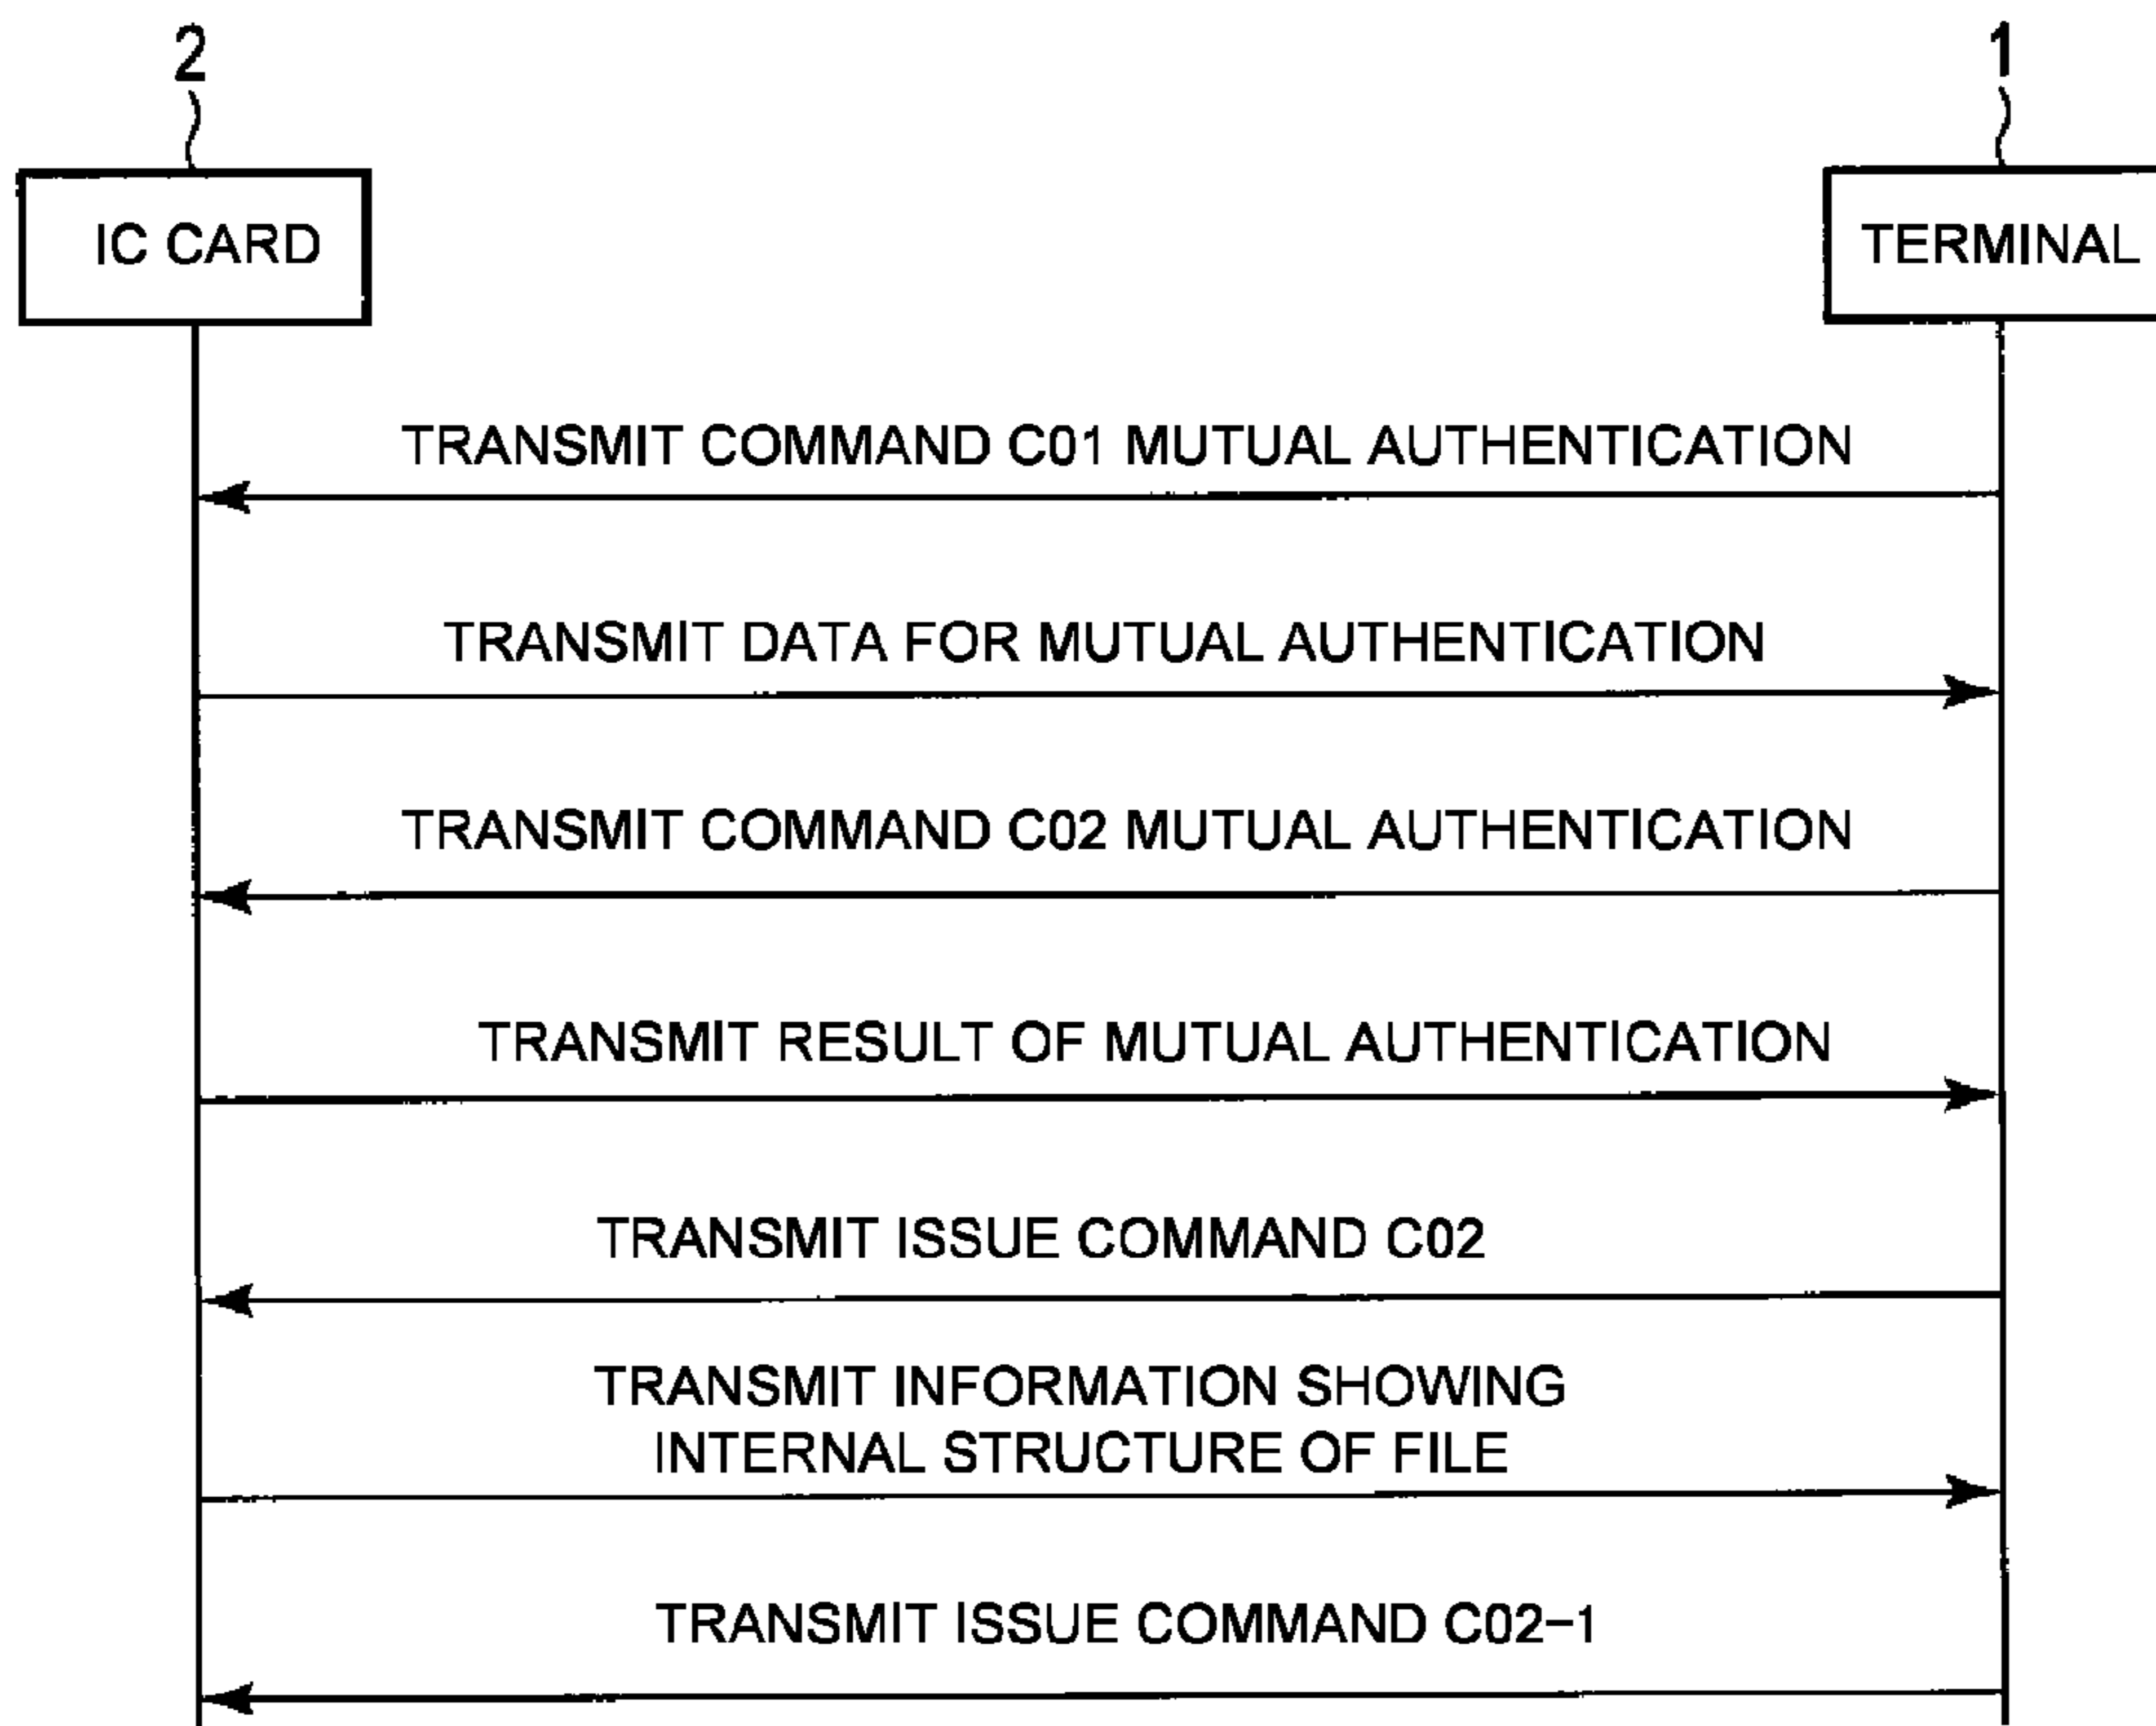 2
1
IC CARD
TERMINAL
TRANSMIT COMMAND C01 MUTUAL AUTHENTICATION
TRANSMIT DATA FOR MUTUAL AUTHENTICATION
TRANSMIT COMMAND C02 MUTUAL AUTHENTICATION
TRANSMIT RESULT OF MUTUAL AUTHENTICATION
TRANSMIT ISSUE COMMAND C02
TRANSMIT INFORMATION SHOWING
INTERNAL STRUCTURE OF FILE
TRANSMIT ISSUE COMMAND C02-1